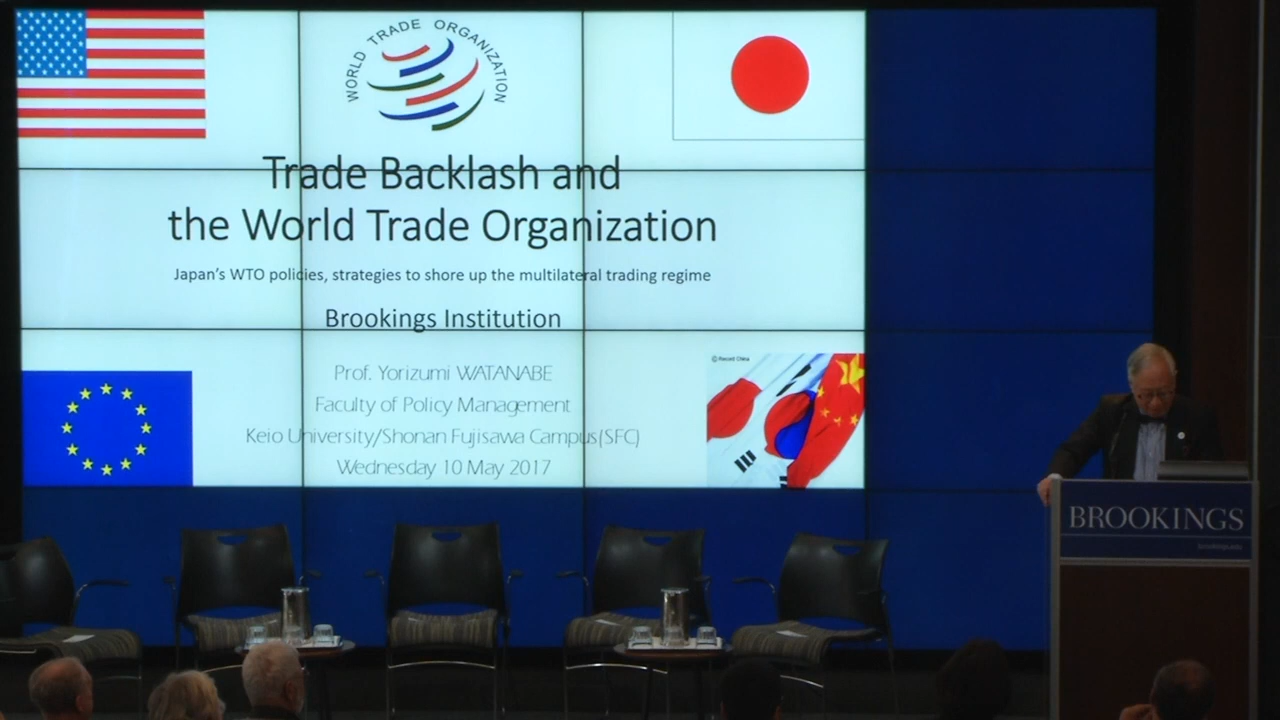 WORLD TRADE ORGANIZATION
Trade Backlash and
the World Trade Organization
Japan's WTO policies, strategies to shore up the multilateral trading regime
Brookings Institution
©Record China
Prof. Yorizumi WATANABE
Faculty of Policy Management
Keio University/Shonan Fujisawa Campus(SFC)
Wednesday 10 May 2017
BROOKINGS